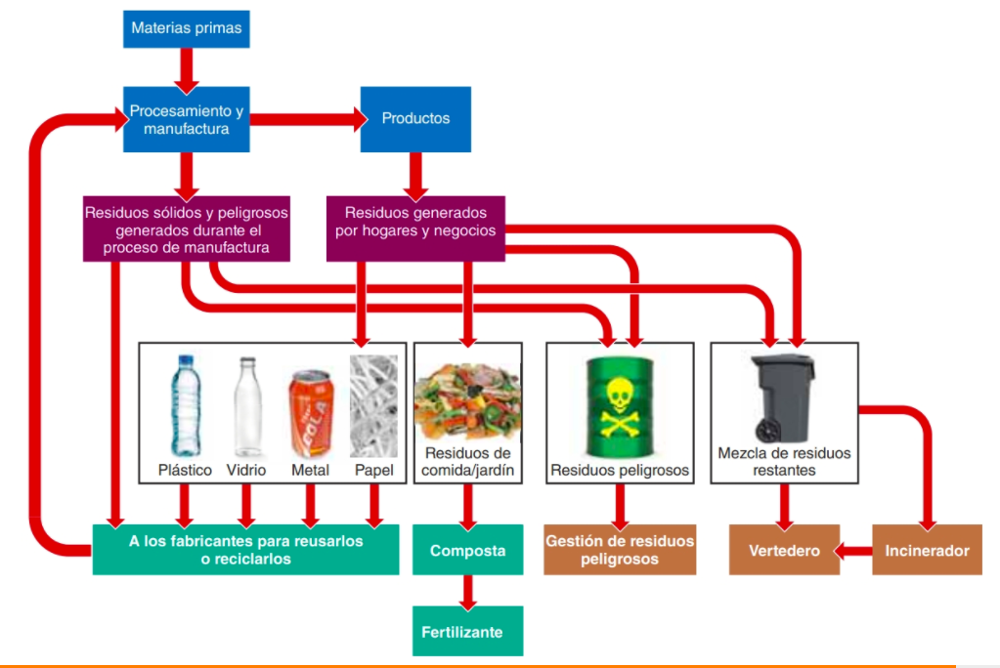 Materias primas
Procesamiento y
manufactura
Productos
Residuos sólidos y peligrosos
generados durante el
proceso de manufactura
Residuos generados
por hogares y negocios
COLA
Plástico
Vidrio
Metal
Papel
Residuos de
comida/jardín
Residuos peligrosos
Mezcla de residuos
restantes
A los fabricantes para reusarlos
o reciclarlos
Composta
Gestión de residuos
peligrosos
Vertedero
Incinerador
Fertilizante